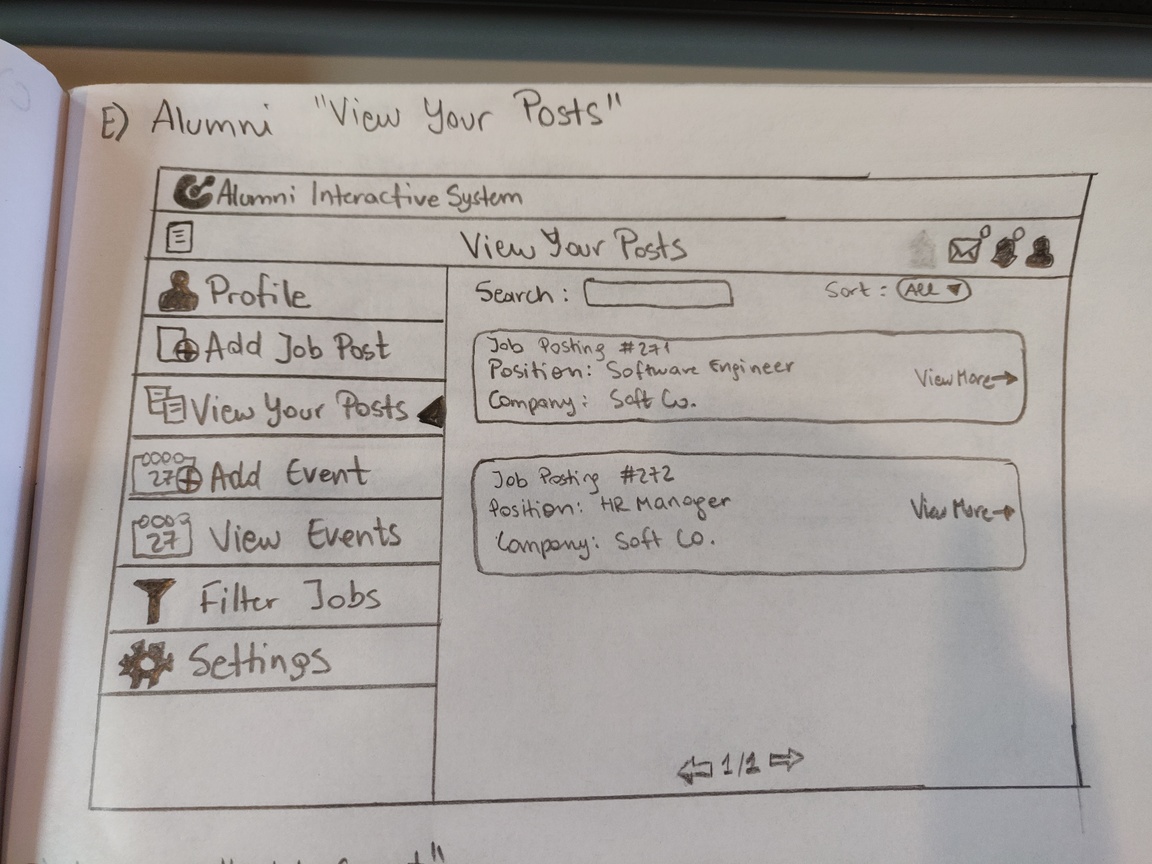 E) Alumni "View Your Posts"
Alumni Interactive System
View Your Posts
Profile
Add Job Post
View Your Posts
27 Add Event
27 View Events
Filter Jobs
Settings
Search:
Sort: All
Job Posting #271
Position: Software Engineer
Company: Soft Co.
View More
Job Posting #272
Position: HR Manager
Company: Soft Co.
View More
1/1